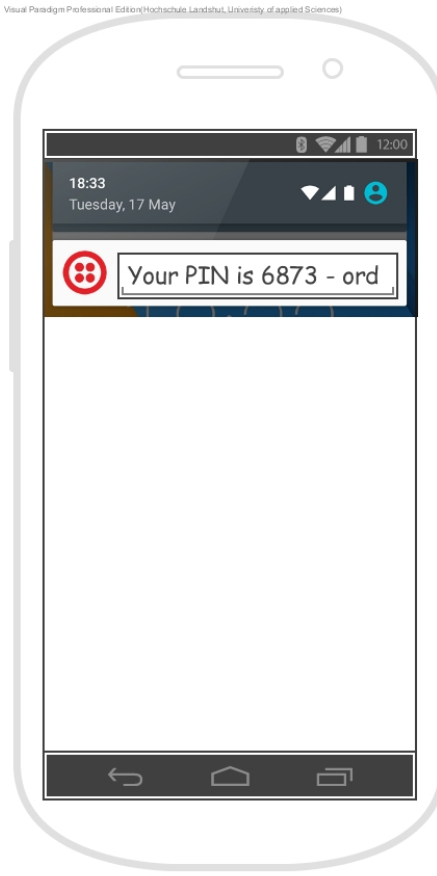 Visual Paradigm Professional Edition(Hochschule Landshut, Univeristy of applied Sciences)
12:00
18:33
Tuesday, 17 May
Your PIN is 6873 - ord